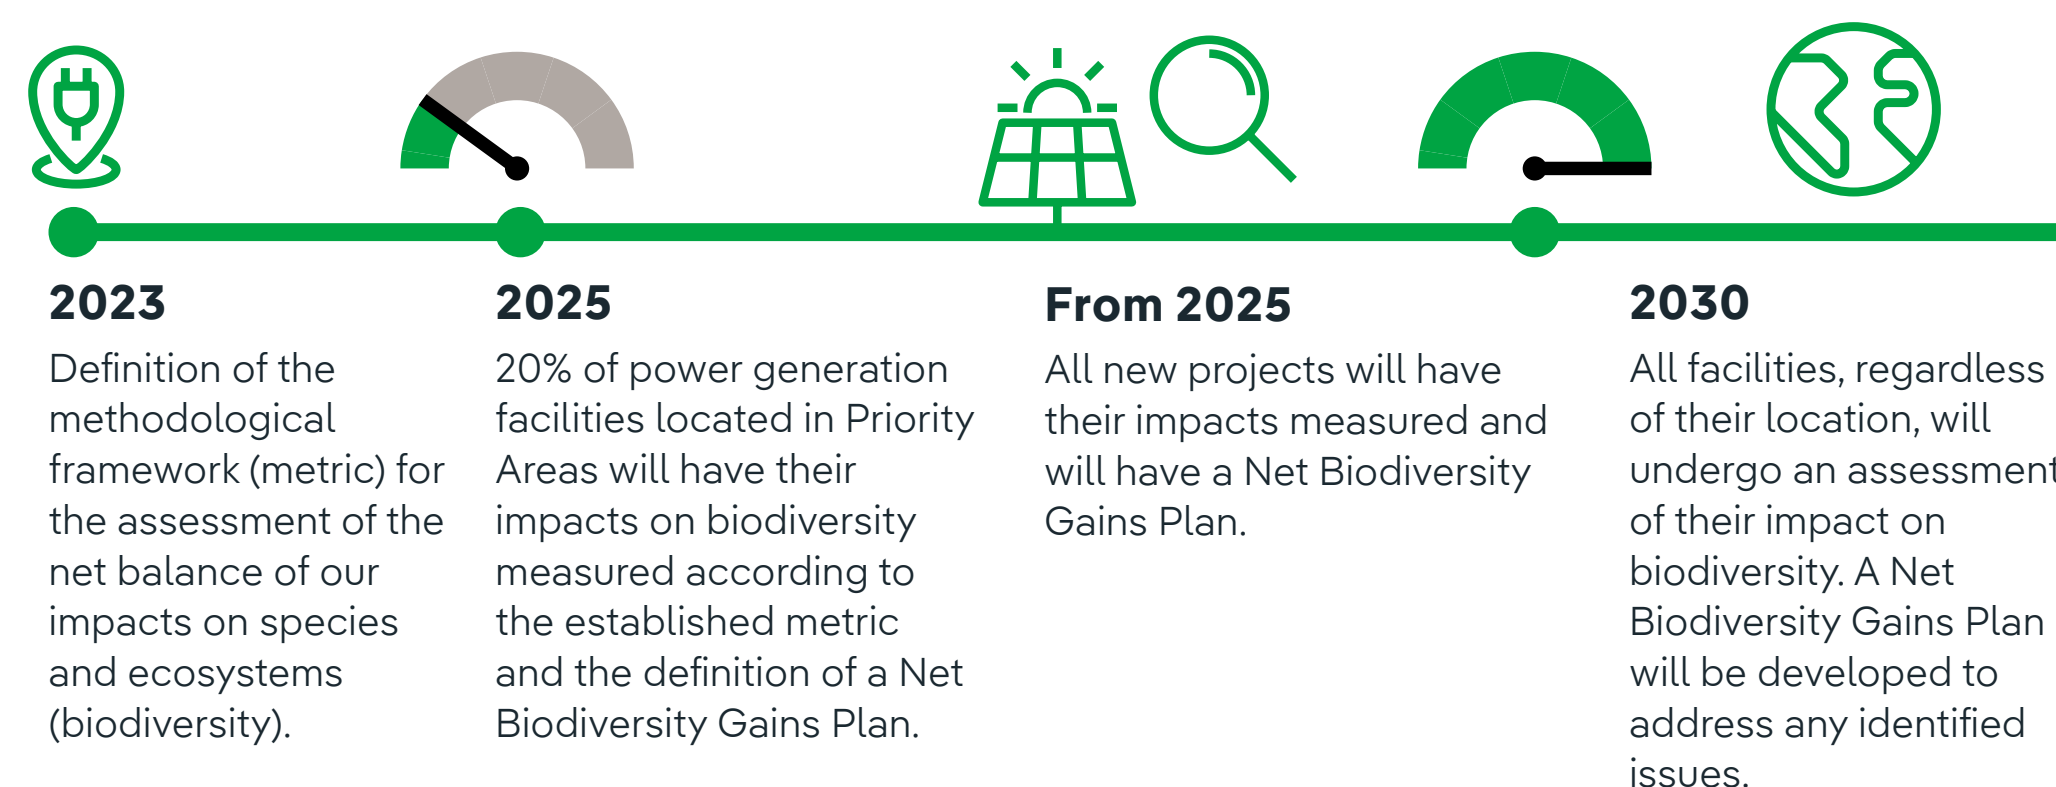 2023
Definition of the
methodological
framework (metric) for
the assessment of the
net balance of our
impacts on species
and ecosystems
(biodiversity).
2025
20% of power generation
facilities located in Priority
Areas will have their
impacts on biodiversity
measured according to
the established metric
and the definition of a Net
Biodiversity Gains Plan.
From 2025
All new projects will have
their impacts measured and
will have a Net Biodiversity
Gains Plan.
2030
All facilities, regardless
of their location, will
undergo an assessment
of their impact on
biodiversity. A Net
Biodiversity Gains Plan
will be developed to
address any identified
issues.